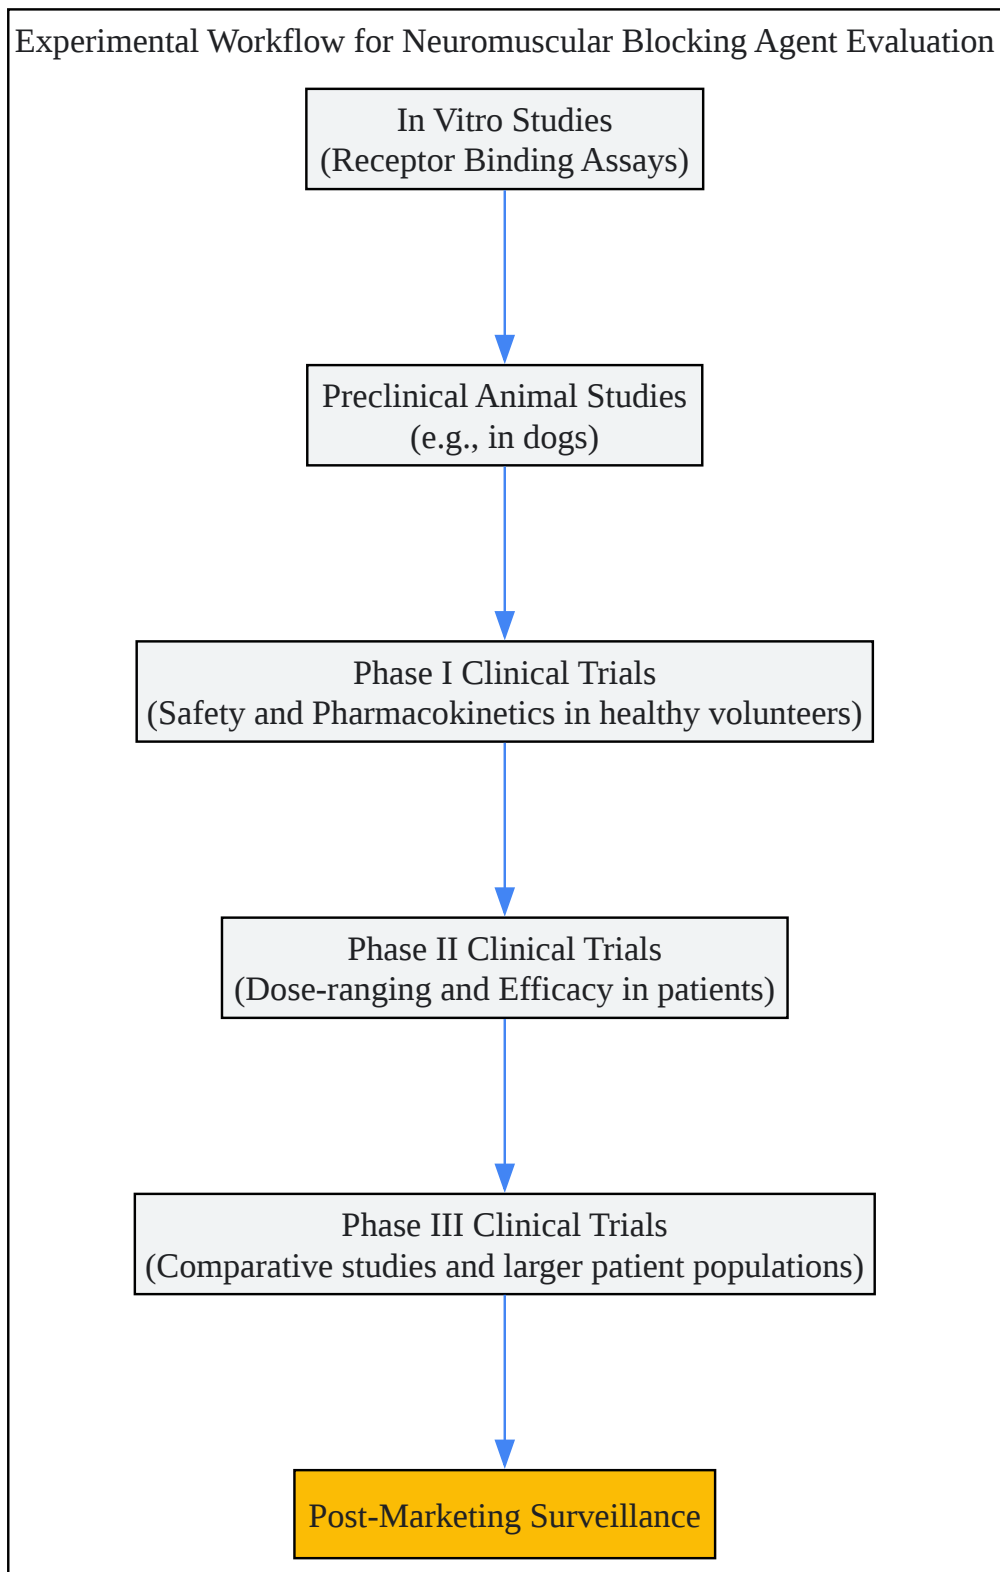 Experimental Workflow for Neuromuscular Blocking Agent Evaluation
In Vitro Studies
(Receptor Binding Assays)
Preclinical Animal Studies
(e.g., in dogs)
Phase I Clinical Trials
(Safety and Pharmacokinetics in healthy volunteers)
Phase II Clinical Trials
(Dose-ranging and Efficacy in patients)
Phase III Clinical Trials
(Comparative studies and larger patient populations)
Post-Marketing Surveillance